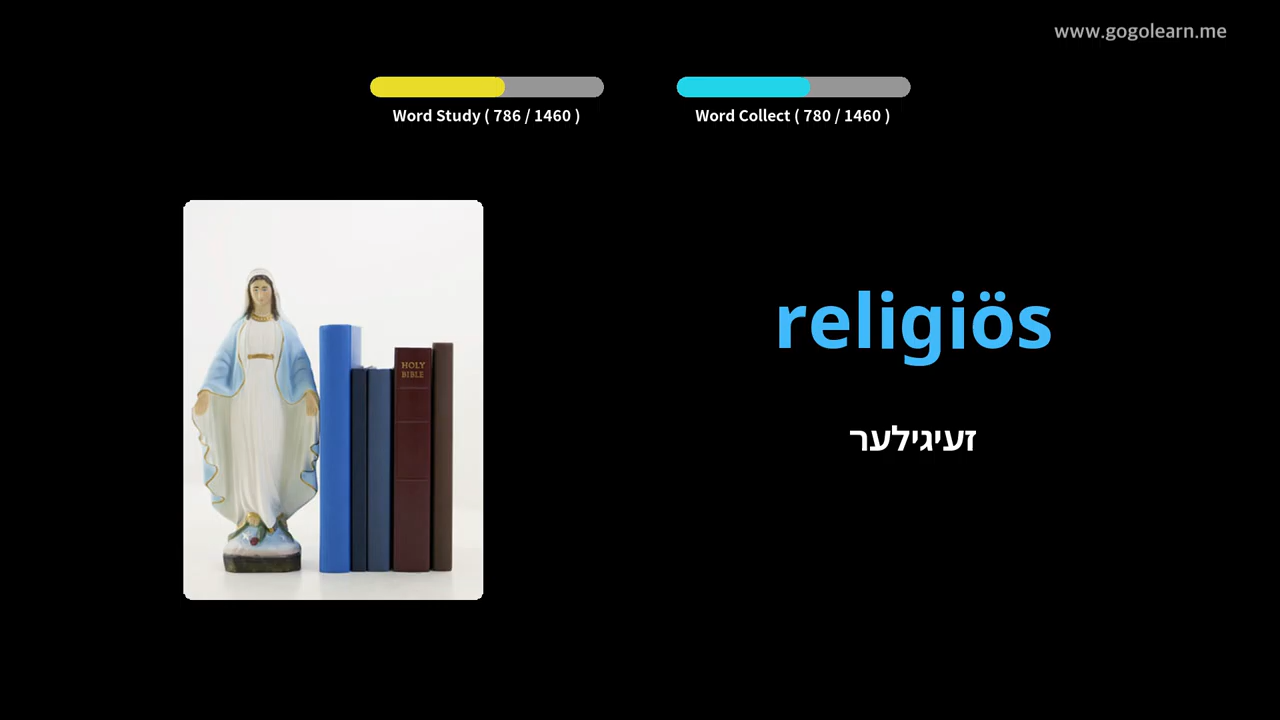 www.gogolearn.me
Word Study ( 786 / 1460 )
Word Collect ( 780 / 1460 )
HOLY
BIBLE
religiös
זעיגילער